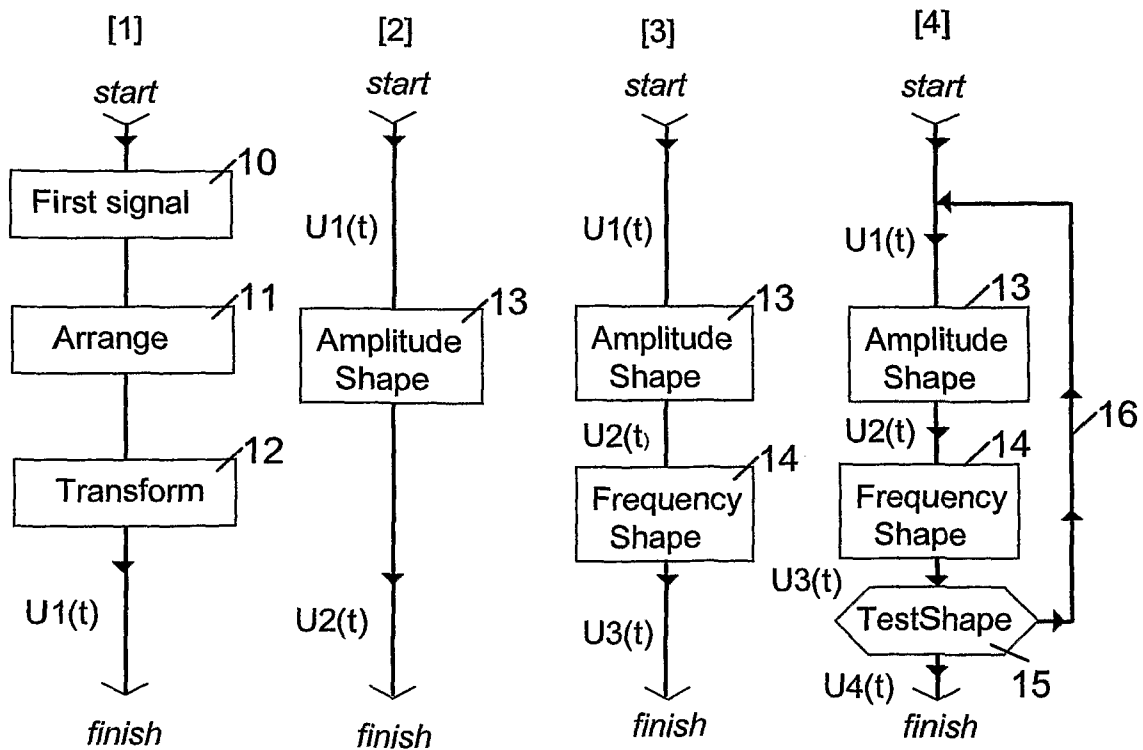 [1]
start
10
First signal
11
Arrange
12
Transform
U1(t)
finish
[2]
start
U1(t)
13
Amplitude
Shape
U2(t)
finish
[3]
start
U1(t)
13
Amplitude
Shape
U2(t)
14
Frequency
Shape
U3(t)
finish
[4]
start
U1(t)
13
Amplitude
Shape
16
U2(t)
14
Frequency
Shape
U3(t)
TestShape
15
U4(t)
finish